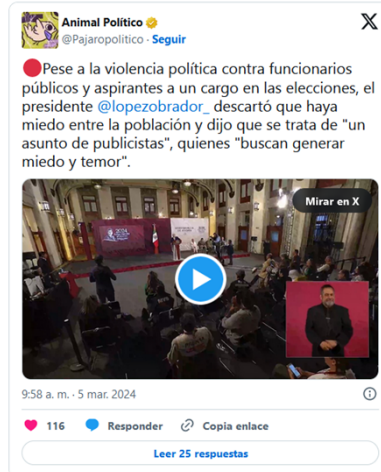 Animal Político
@Pajaropolitico · Seguir
🔴Pese a la violencia política contra funcionarios
públicos y aspirantes a un cargo en las elecciones, el
presidente @lopezobrador_ descartó que haya
miedo entre la población y dijo que se trata de "un
asunto de publicistas", quienes "buscan generar
miedo y temor".
Mirar en X
9:58 a. m. · 5 mar. 2024
116 Responder Copia enlace
Leer 25 respuestas